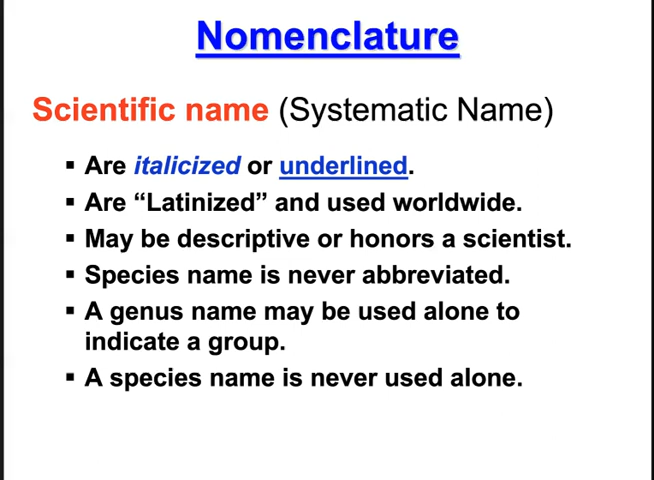 Nomenclature
Scientific name (Systematic Name)
▪ Are italicized or underlined.
▪ Are “Latinized” and used worldwide.
▪ May be descriptive or honors a scientist.
▪ Species name is never abbreviated.
▪ A genus name may be used alone to
indicate a group.
▪ A species name is never used alone.